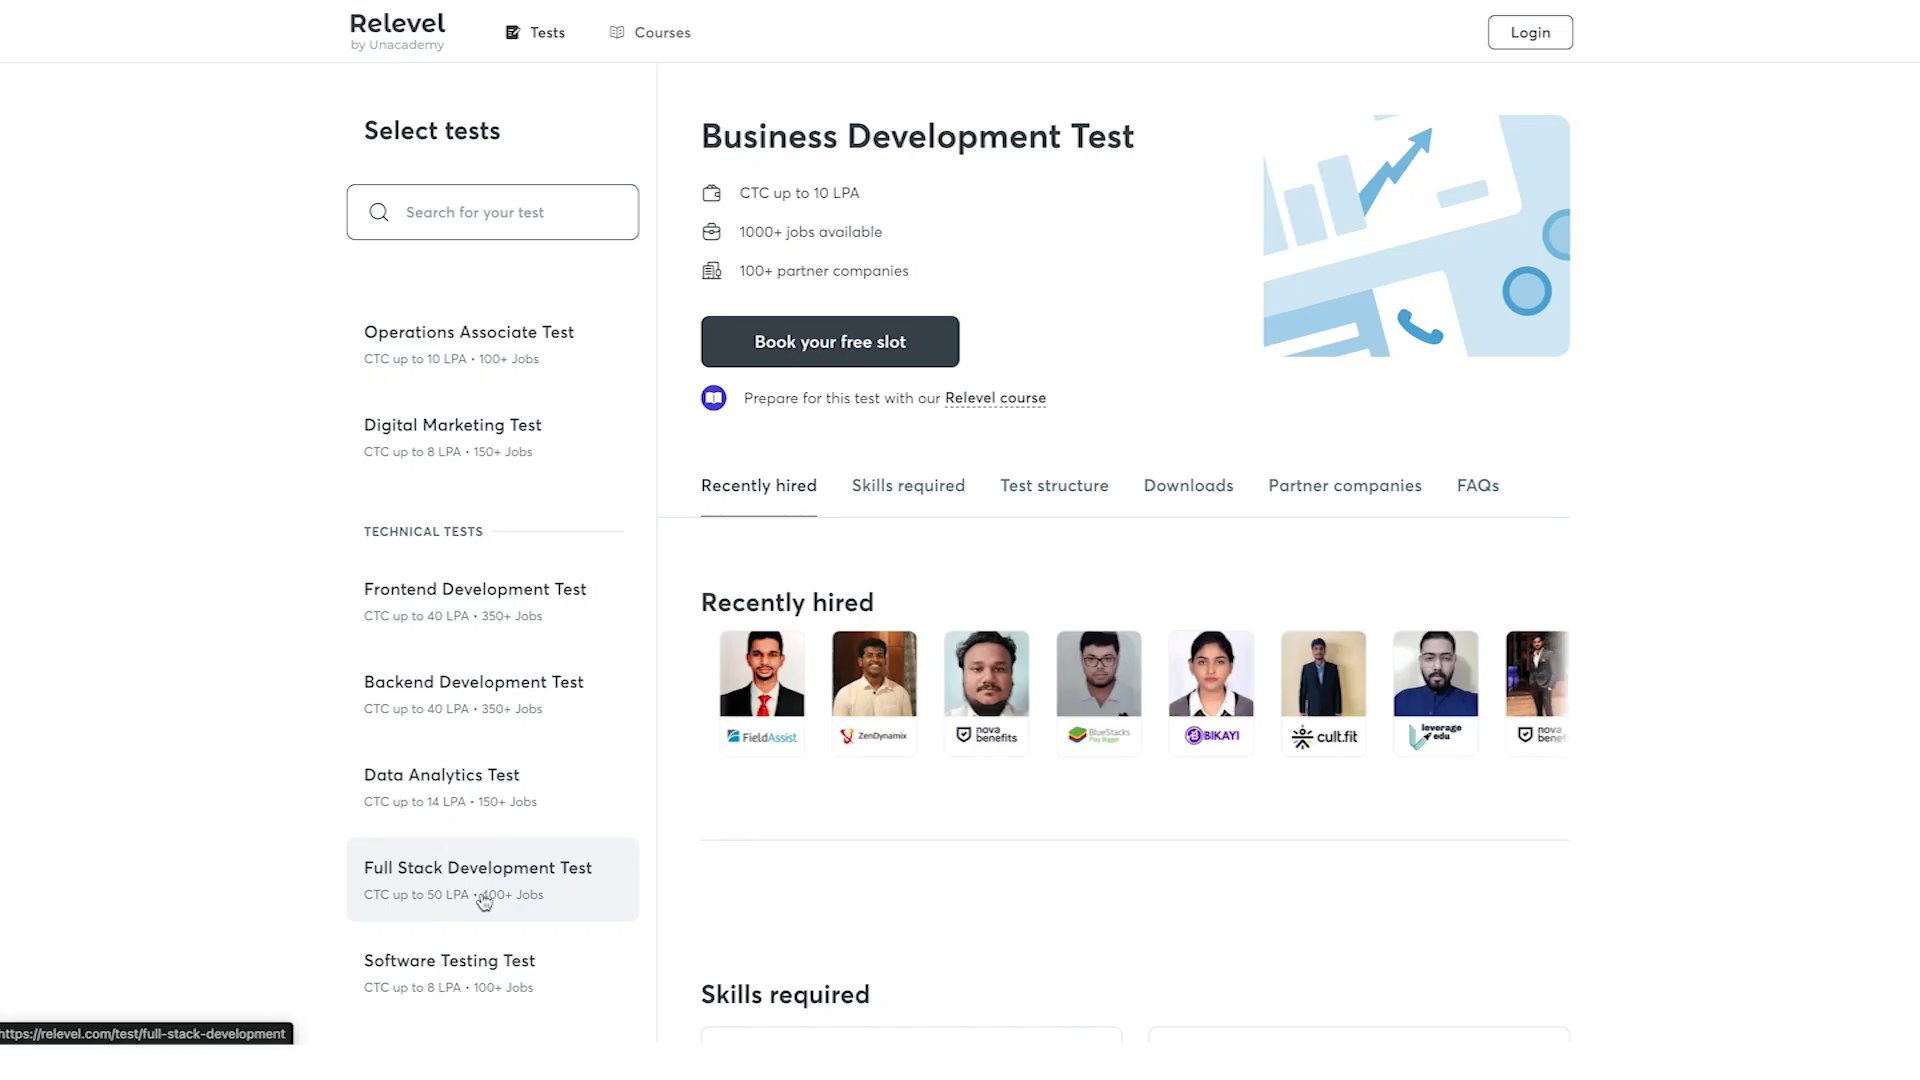 Relevel
by Unacademy
Tests
Courses
Login
Select tests
Search for your test
Operations Associate Test
CTC up to 10 LPA • 100+ Jobs
Digital Marketing Test
CTC up to 8 LPA • 150+ Jobs
TECHNICAL TESTS
Frontend Development Test
CTC up to 40 LPA • 350+ Jobs
Backend Development Test
CTC up to 40 LPA • 350+ Jobs
Data Analytics Test
CTC up to 14 LPA • 150+ Jobs
Full Stack Development Test
CTC up to 50 LPA • 400+ Jobs
Software Testing Test
CTC up to 8 LPA • 100+ Jobs
https://relevel.com/test/full-stack-development
Business Development Test
CTC up to 10 LPA
1000+ jobs available
100+ partner companies
Book your free slot
Prepare for this test with our Relevel course
Recently hired
Skills required
Test structure
Downloads
Partner companies
FAQs
Recently hired
FieldAssist
ZenDynamix
nova
benefits
BlueStacks
Play Bigger
BIKAYI
cult.fit
leverage
edu
nova
benef
Skills required